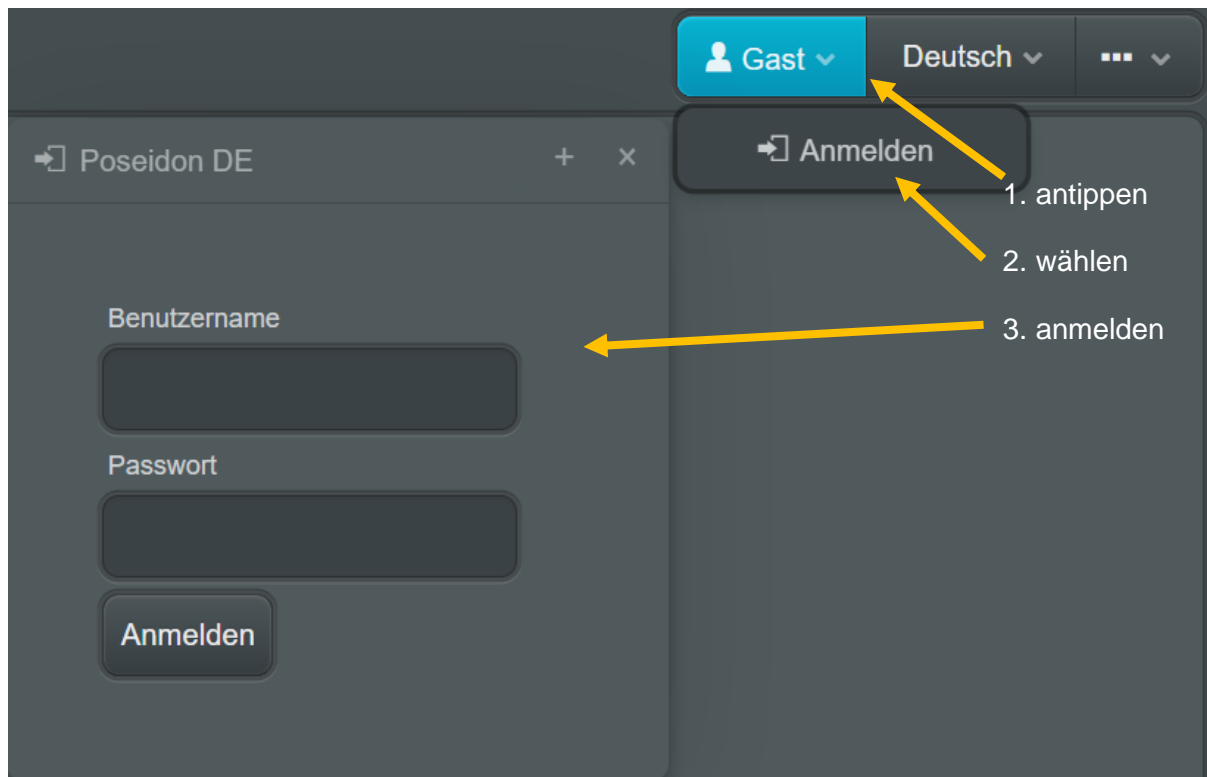 Gast
Deutsch
Poseidon DE
Anmelden
1. antippen
2. wählen
3. anmelden
Benutzername
Passwort
Anmelden